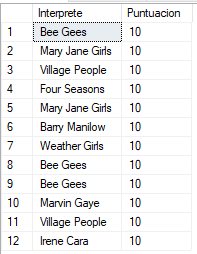 Interprete Puntuacion
1 Bee Gees 10
2 Mary Jane Girls 10
3 Village People 10
4 Four Seasons 10
5 Mary Jane Girls 10
6 Barry Manilow 10
7 Weather Girls 10
8 Bee Gees 10
9 Bee Gees 10
10 Marvin Gaye 10
11 Village People 10
12 Irene Cara 10